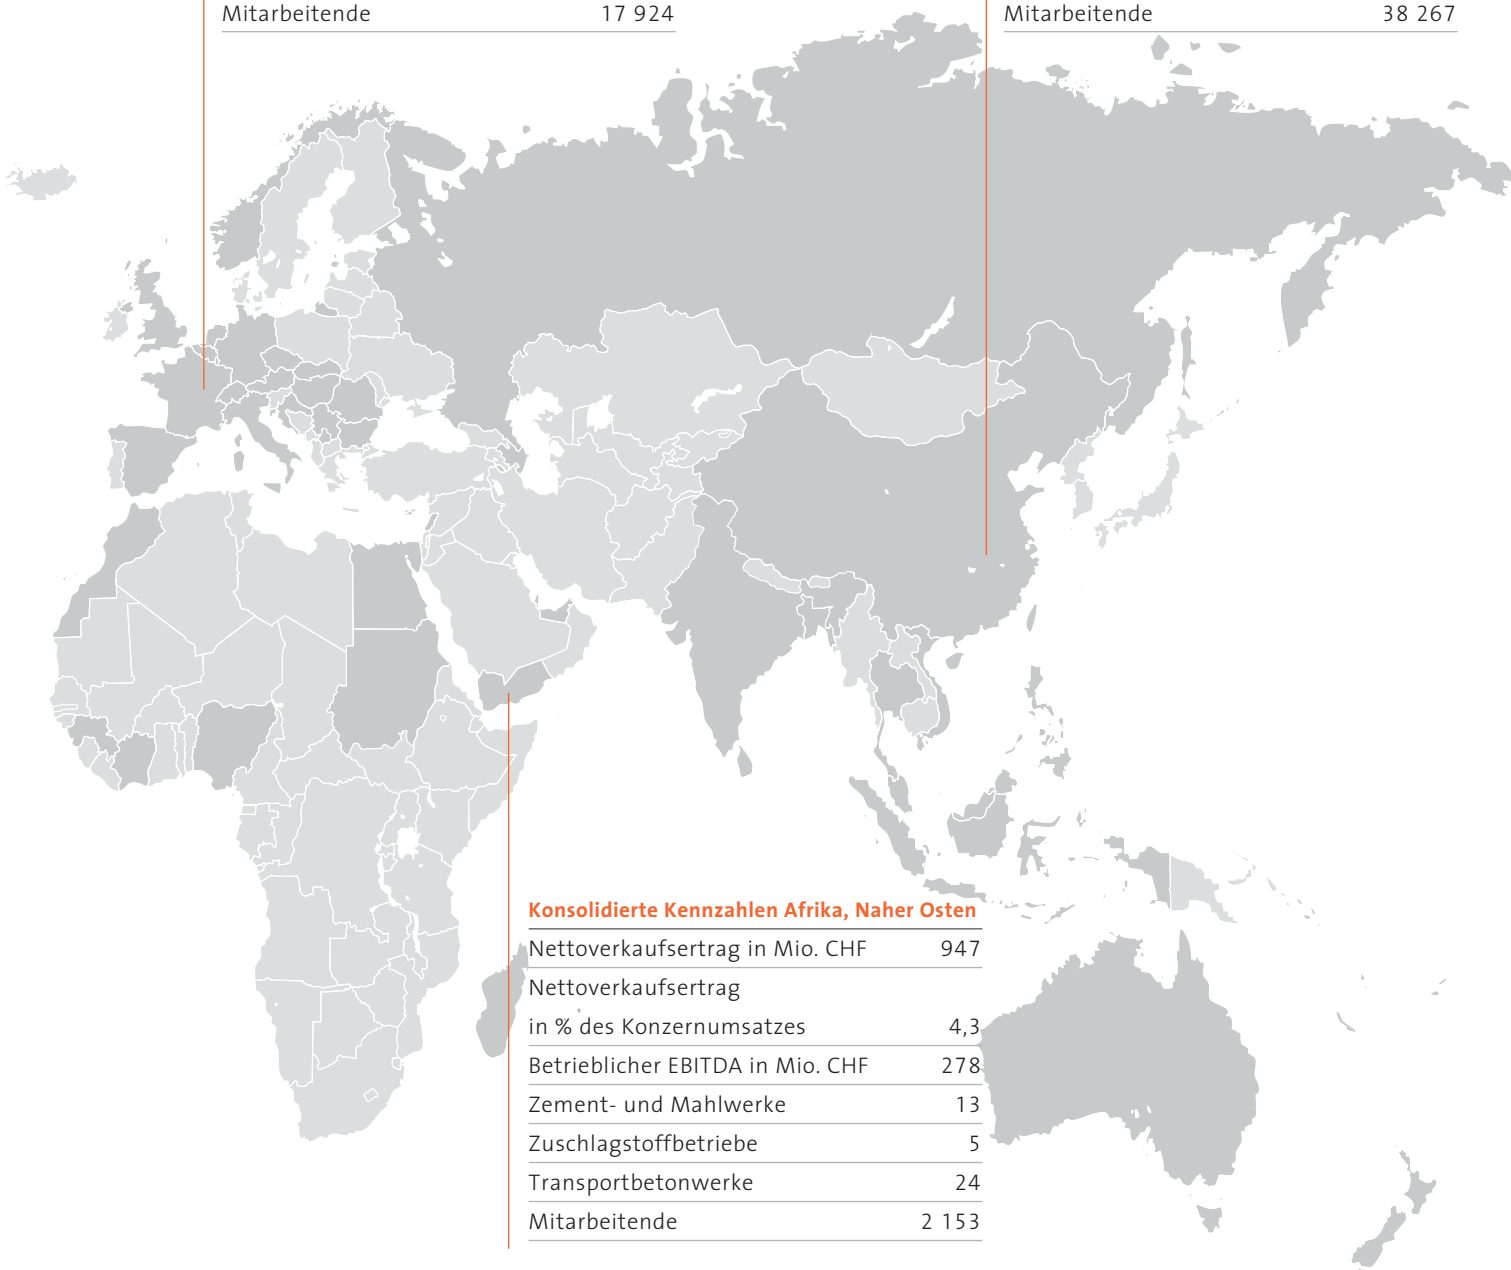 Mitarbeitende 17 924
Mitarbeitende 38 267
Konsolidierte Kennzahlen Afrika, Naher Osten
Nettoverkaufsertrag in Mio. CHF 947
Nettoverkaufsertrag
in % des Konzernumsatzes 4,3
Betrieblicher EBITDA in Mio. CHF 278
Zement- und Mahlwerke 13
Zuschlagstoffbetriebe 5
Transportbetonwerke 24
Mitarbeitende 2 153